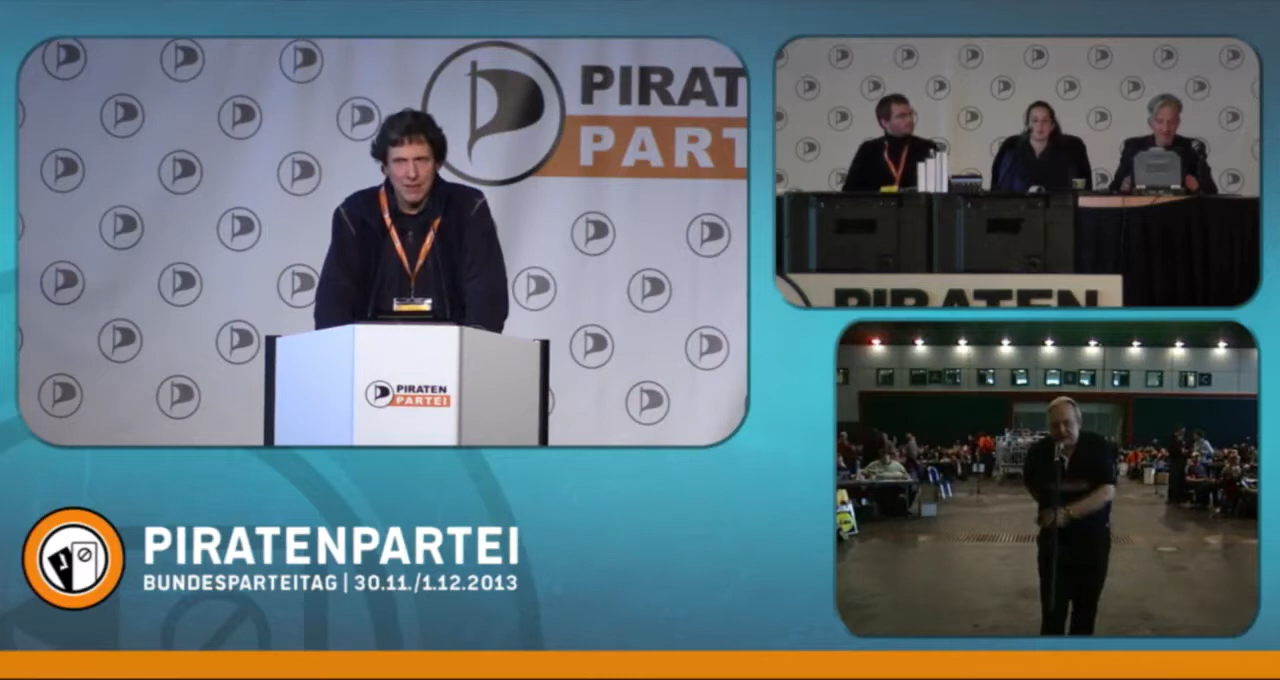 PIRAT
PART
PIRATEN
PARTEI
PIRATEN
PIRATENPARTEI
BUNDESPARTEITAG | 30.11./1.12.2013